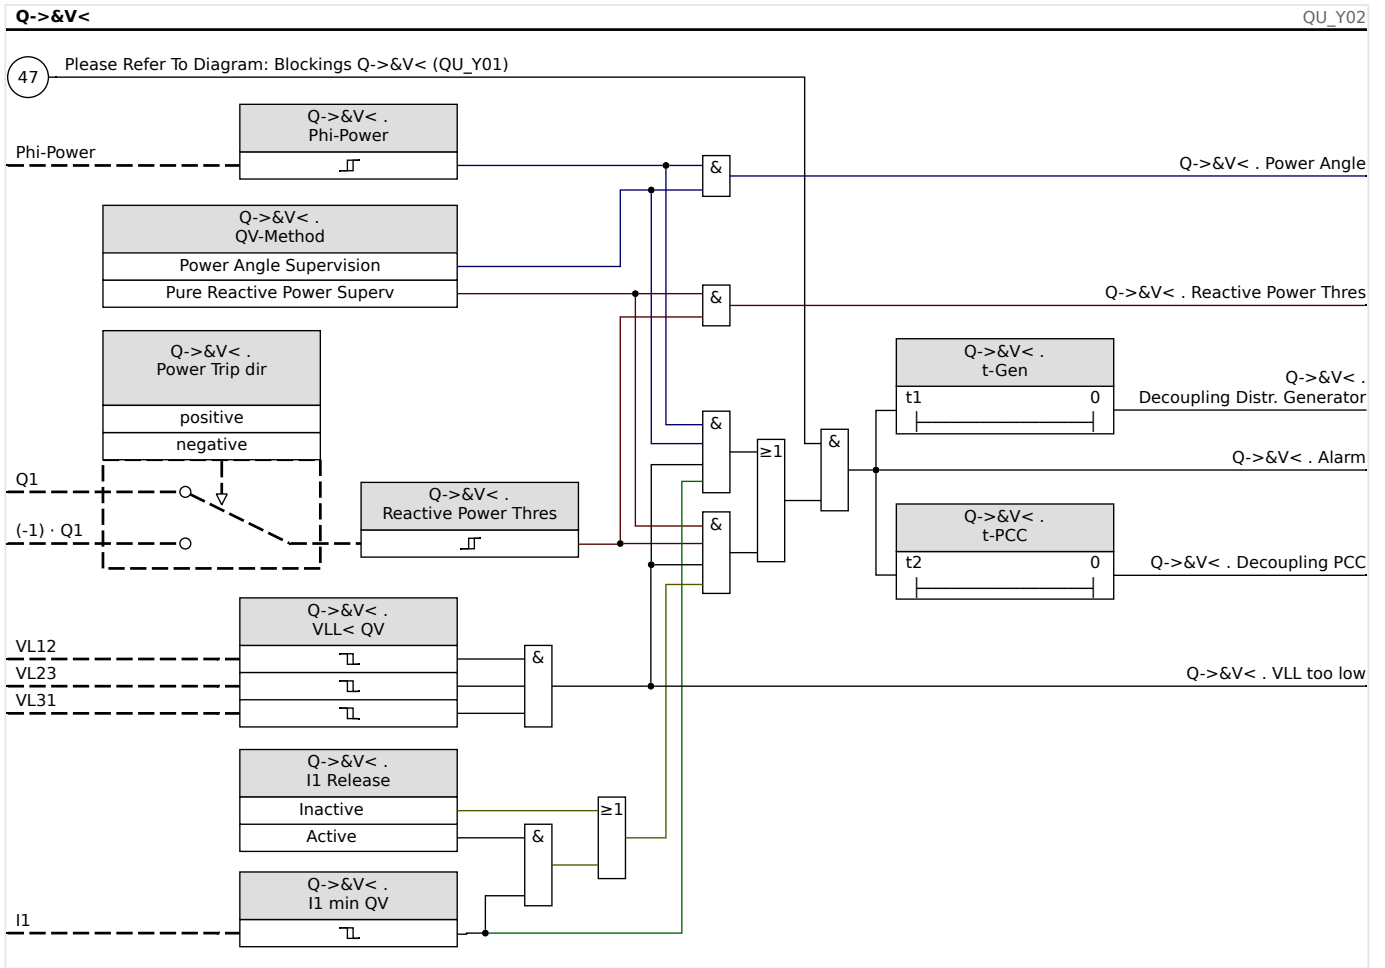 Q->&V<
QU_Y02
47
Please Refer To Diagram: Blockings Q->&V< (QU_Y01)
Q->&V< .
Phi-Power
Phi-Power
&
Q->&V< . Power Angle
Q->&V< .
QV-Method
Power Angle Supervision
Pure Reactive Power Superv
&
Q->&V< . Reactive Power Thres
Q->&V< .
Power Trip dir
positive
negative
Q->&V< .
t-Gen
t1 0
Q->&V< .
Decoupling Distr. Generator
&
≥1
&
Q->&V< . Alarm
Q1
(-1) · Q1
Q->&V< .
Reactive Power Thres
&
Q->&V< .
t-PCC
t2 0
Q->&V< . Decoupling PCC
Q->&V< .
VLL< QV
VL12
VL23
VL31
&
Q->&V< . VLL too low
Q->&V< .
I1 Release
Inactive
Active
≥1
&
Q->&V< .
I1 min QV
I1